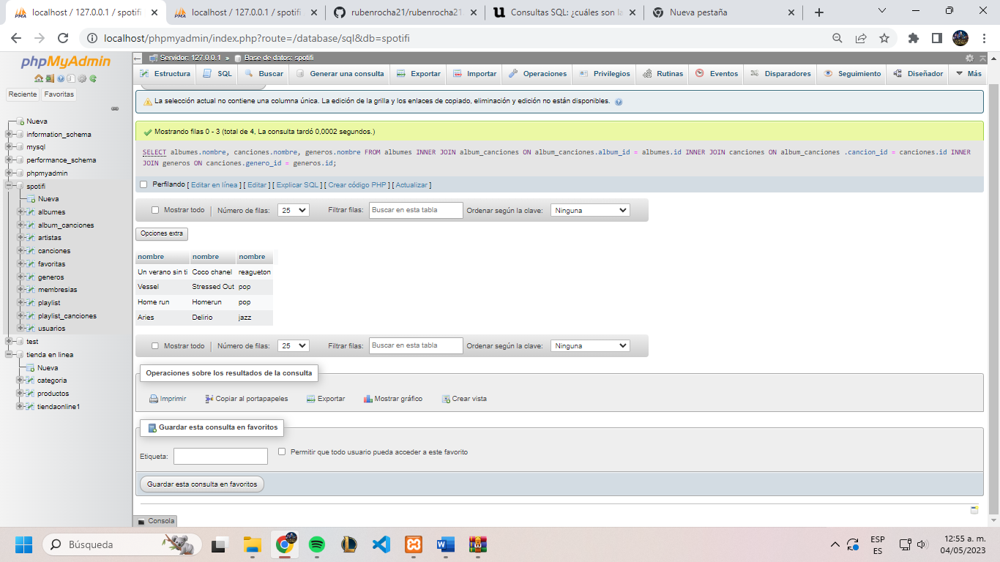 localhost / 127.0.0.1 / spotifi
localhost / 127.0.0.1 / spotifi
rubenrocha21/rubenrocha21
Consultas SQL: ¿cuáles son la
Nueva pestaña
localhost/phpmyadmin/index.php?route=/database/sql&db=spotifi
phpMyAdmin
Reciente Favoritas
Nueva
information_schema
mysql
performance_schema
phpmyadmin
spotifi
Nueva
albumes
album_canciones
artistas
canciones
favoritas
generos
membresias
playlist
playlist_canciones
usuarios
test
tienda en linea
Nueva
categoria
productos
tiendaonline1
Servidor: 127.0.0.1 » Base de datos: spotifi
Estructura SQL Buscar Generar una consulta Exportar Importar Operaciones Privilegios Rutinas Eventos Disparadores Seguimiento Diseñador Más
La selección actual no contiene una columna única. La edición de la grilla y los enlaces de copiado, eliminación y edición no están disponibles.
Mostrando filas 0 - 3 (total de 4, La consulta tardó 0,0002 segundos.)
SELECT albumes.nombre, canciones.nombre, generos.nombre FROM albumes INNER JOIN album_canciones ON album_canciones.album_id = albumes.id INNER JOIN canciones ON album_canciones .cancion_id = canciones.id INNER
JOIN generos ON canciones.genero_id = generos.id;
Perfilando [ Editar en línea ] [ Editar ] [ Explicar SQL ] [ Crear código PHP ] [ Actualizar ]
Mostrar todo Número de filas: 25 Filtrar filas: Buscar en esta tabla Ordenar según la clave: Ninguna
Opciones extra
nombre nombre nombre
Un verano sin ti Coco chanel reagueton
Vessel Stressed Out pop
Home run Homerun pop
Aries Delirio jazz
Mostrar todo Número de filas: 25 Filtrar filas: Buscar en esta tabla Ordenar según la clave: Ninguna
Operaciones sobre los resultados de la consulta
Imprimir Copiar al portapapeles Exportar Mostrar gráfico Crear vista
Guardar esta consulta en favoritos
Etiqueta: Permitir que todo usuario pueda acceder a este favorito
Guardar esta consulta en favoritos
Consola
Búsqueda
ESP
ES
12:55 a. m.
04/05/2023